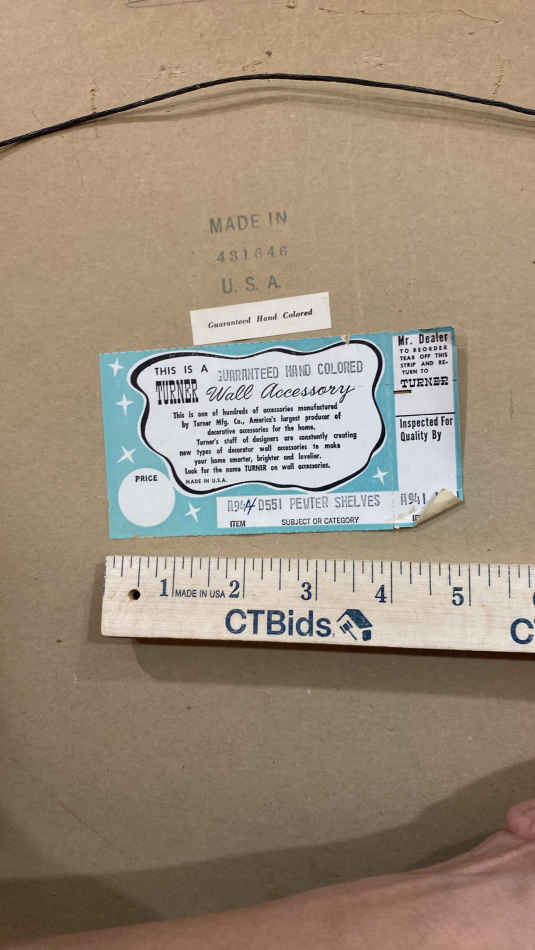 MADE IN
431646
U. S. A.
Guaranteed Hand Colored
THIS IS A GUARANTEED HAND COLORED
TURNER Wall Accessory
This is one of hundreds of accessories manufactured
by Turner Mfg. Co., America's largest producer of
decorative accessories for the home.
Turner's staff of designers are constantly creating
new types of decorator wall accessories to make
your home smarter, brighter and lovelier.
Look for the name TURNER on wall accessories.
MADE IN U.S.A.
PRICE
D551 PEWTER SHELVES
ITEM SUBJECT OR CATEGORY
Mr. Dealer
TO REORDER
TEAR OFF THIS
STRIP AND RE-
TURN TO
TURNER
Inspected For
Quality By
1 MADE IN USA 2 3 4 5
CTBids.